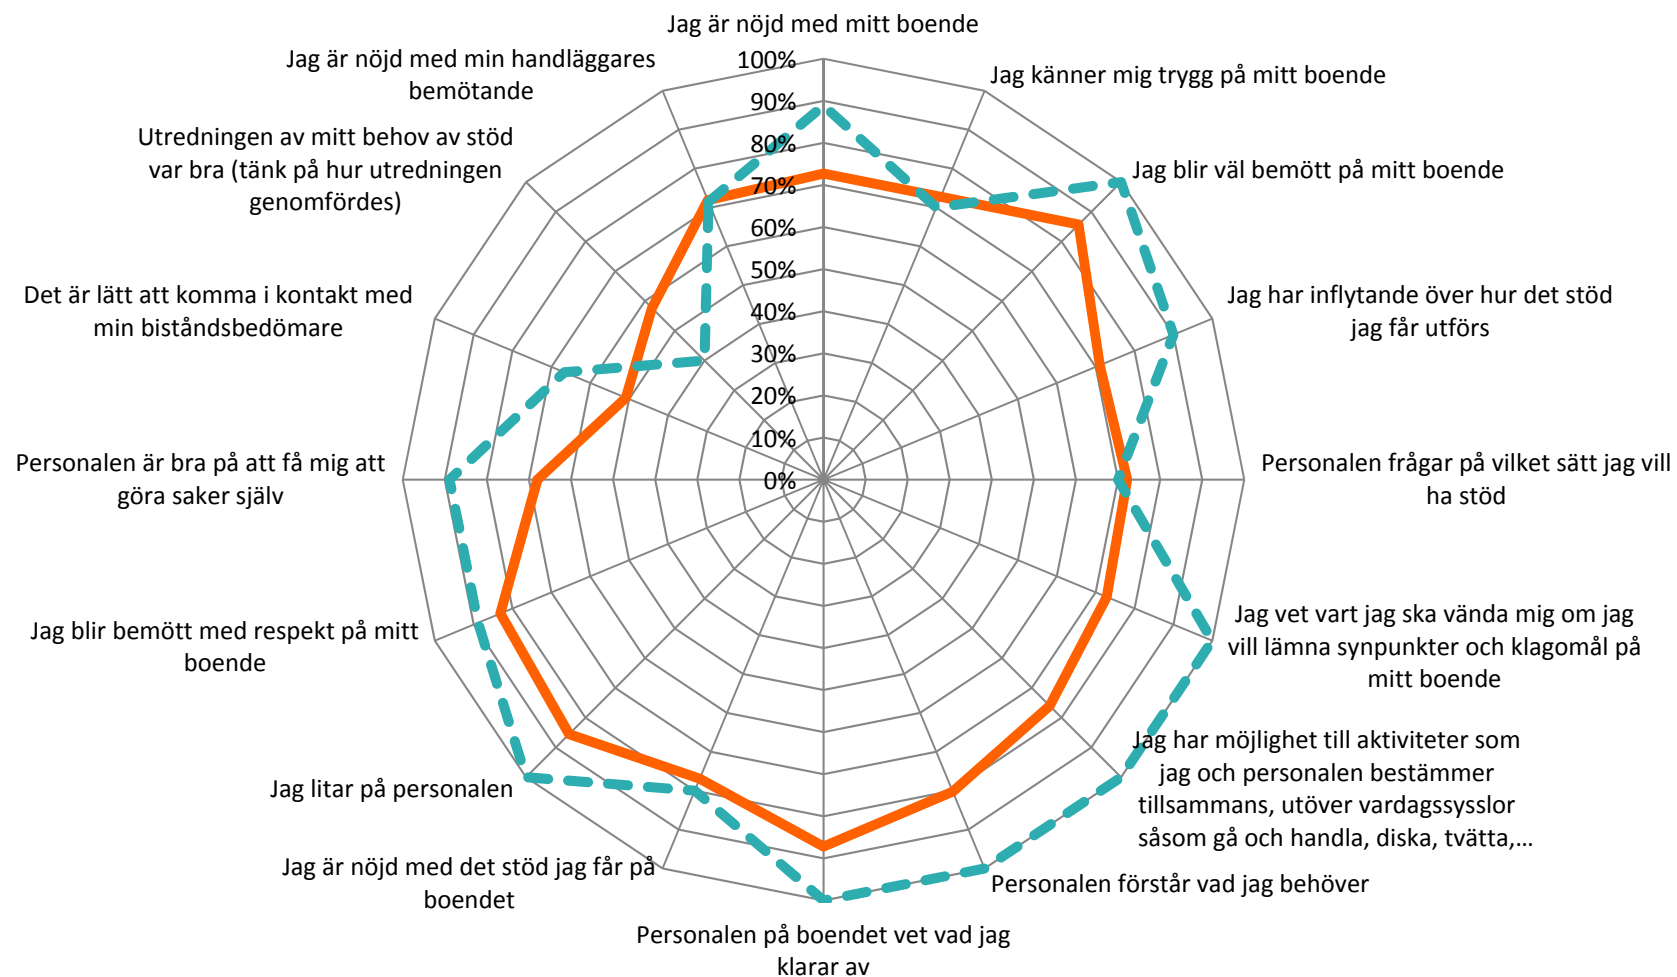 Jag är nöjd med mitt boende
Jag känner mig trygg på mitt boende
Jag blir väl bemött på mitt boende
Jag har inflytande över hur det stöd
jag får utförs
Personalen frågar på vilket sätt jag vill
ha stöd
Jag vet vart jag ska vända mig om jag
vill lämna synpunkter och klagomål på
mitt boende
Jag har möjlighet till aktiviteter som
jag och personalen bestämmer
tillsammans, utöver vardagssysslor
såsom gå och handla, diska, tvätta,…
Personalen förstår vad jag behöver
Personalen på boendet vet vad jag
klarar av
Jag är nöjd med det stöd jag får på
boendet
Jag litar på personalen
Jag blir bemött med respekt på mitt
boende
Personalen är bra på att få mig att
göra saker själv
Det är lätt att komma i kontakt med
min biståndsbedömare
Utredningen av mitt behov av stöd
var bra (tänk på hur utredningen
genomfördes)
Jag är nöjd med min handläggares
bemötande
100%
90%
80%
70%
60%
50%
40%
30%
20%
10%
0%